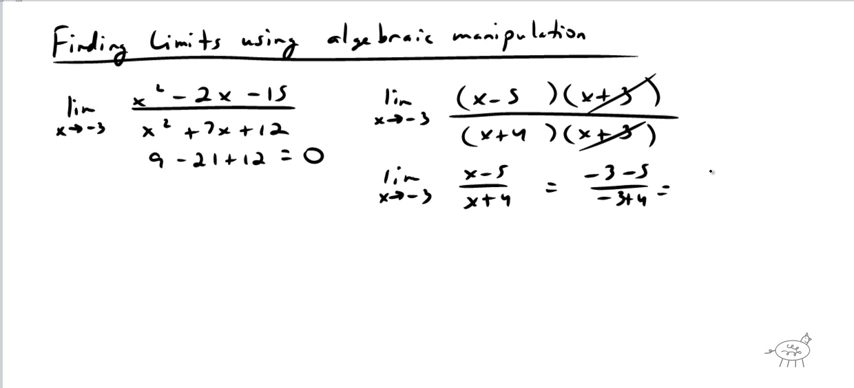 Finding Limits using algebraic manipulation
lim x→-3 (x² - 2x - 15)/(x² + 7x + 12)
9 - 21 + 12 = 0
lim x→-3 ((x-5)(x+3))/((x+4)(x+3))
lim x→-3 (x-5)/(x+4) = (-3-5)/(-3+4) =